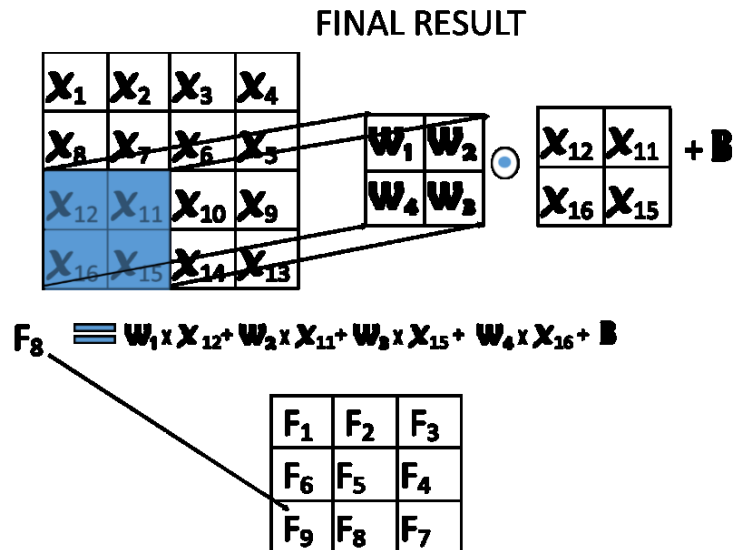 FINAL RESULT
X₁ X₂ X₃ X₄
X₈ X₇ X₆ X₅
X₁₂ X₁₁ X₁₀ X₉
X₁₆ X₁₅ X₁₄ X₁₃
W₁ W₂
W₄ W₃
X₁₂ X₁₁
X₁₆ X₁₅
+ B
F₈ = W₁ x X₁₂+ W₂ x X₁₁+ W₃ x X₁₅+ W₄ x X₁₆+ B
F₁ F₂ F₃
F₆ F₅ F₄
F₉ F₈ F₇